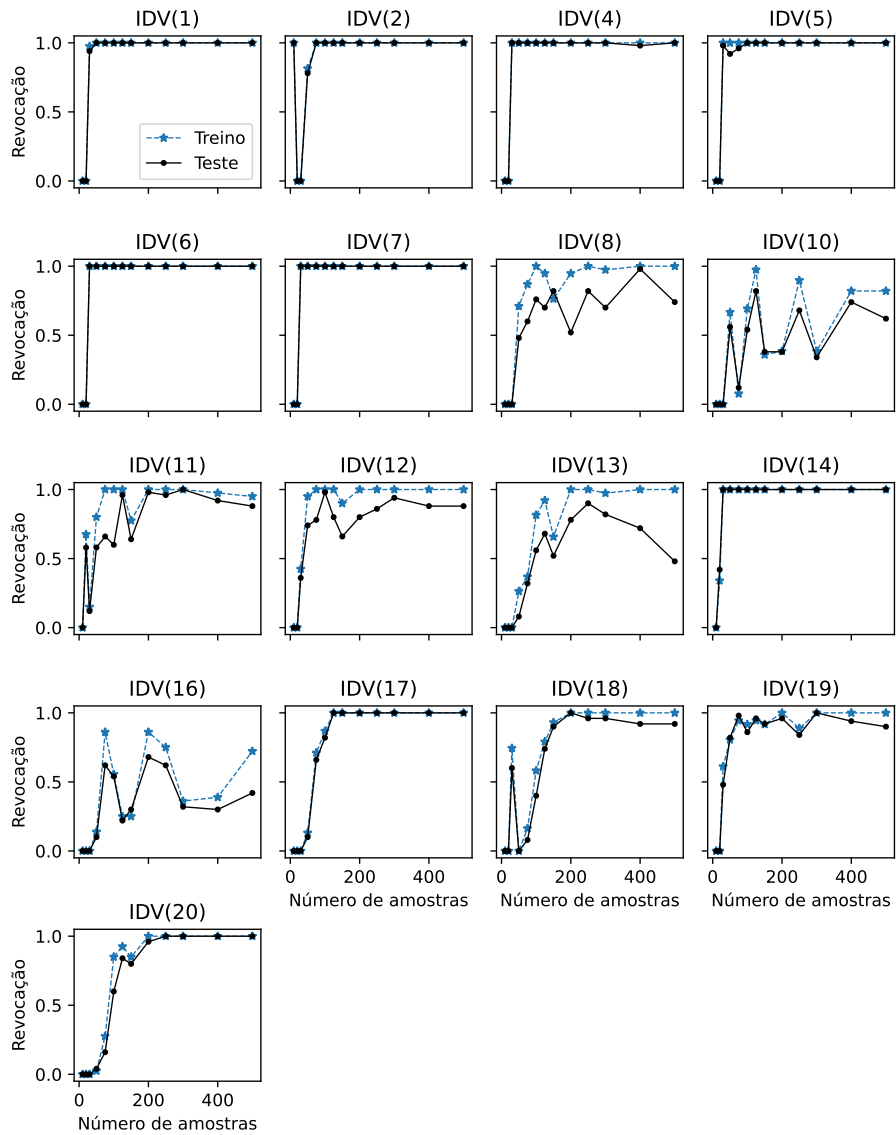 IDV(1) IDV(2) IDV(4) IDV(5)
1.0
0.5
0.0
Revocação
Treino
Teste
IDV(6) IDV(7) IDV(8) IDV(10)
1.0
0.5
0.0
Revocação
IDV(11) IDV(12) IDV(13) IDV(14)
1.0
0.5
0.0
Revocação
IDV(16) IDV(17) IDV(18) IDV(19)
1.0
0.5
0.0
Revocação
0 200 400 0 200 400 0 200 400
Número de amostras Número de amostras Número de amostras
IDV(20)
1.0
0.5
0.0
Revocação
0 200 400
Número de amostras